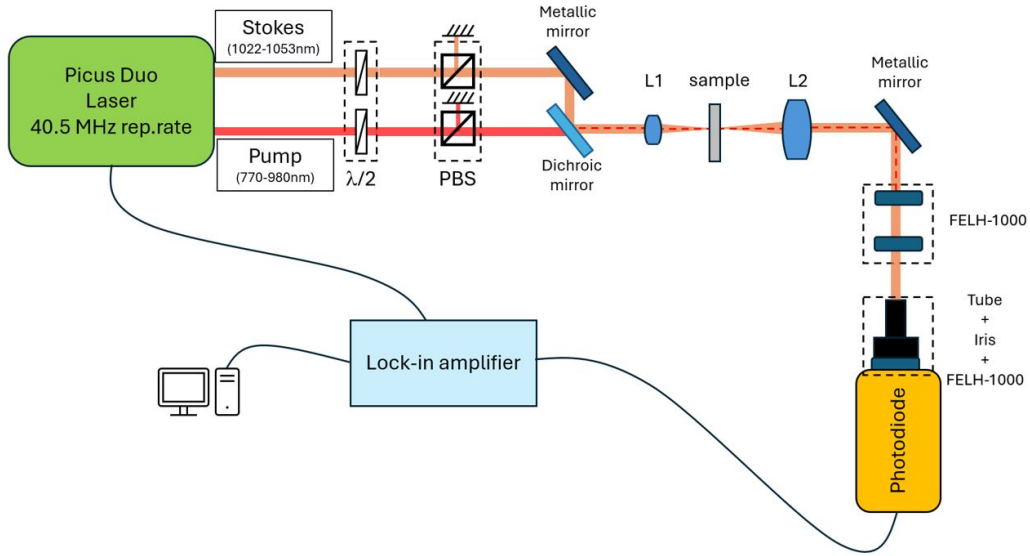 Stokes
(1022-1053nm)
Picus Duo
Laser
40.5 MHz rep.rate
Pump
(770-980nm)
λ/2
PBS
Metallic
mirror
Dichroic
mirror
L1
sample
L2
Metallic
mirror
FELH-1000
Tube
+
Iris
+
FELH-1000
Lock-in amplifier
Photodiode